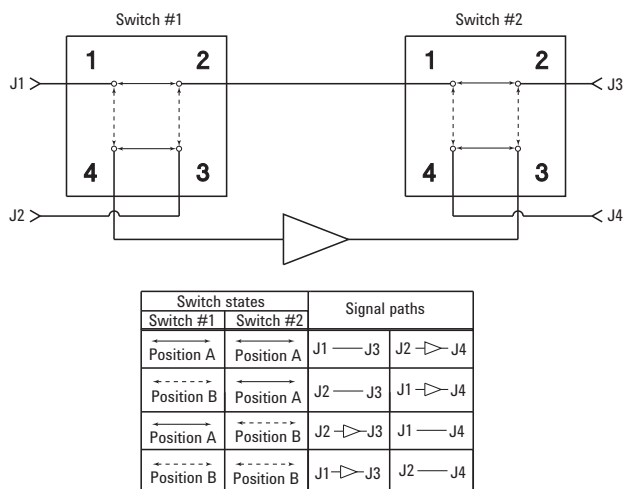 Switch #1
Switch #2
1 2
1 2
J1
J3
4 3
4 3
J2
J4
Switch states
Signal paths
Switch #1 Switch #2
Position A Position A J1 J3 J2 J4
Position B Position A J2 J3 J1 J4
Position A Position B J2 J3 J1 J4
Position B Position B J1 J3 J2 J4